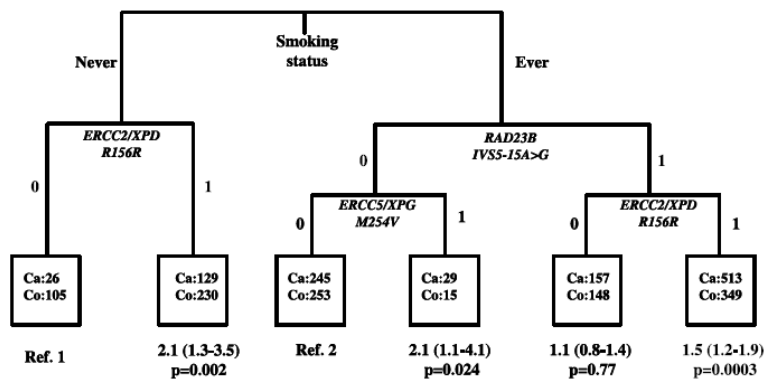 Smoking
status
Never
Ever
ERCC2/XPD
R156R
RAD23B
IVS5-15A>G
0
1
0
1
ERCC5/XPG
M254V
ERCC2/XPD
R156R
0
1
0
1
Ca:26
Co:105
Ca:129
Co:230
Ca:245
Co:253
Ca:29
Co:15
Ca:157
Co:148
Ca:513
Co:349
Ref. 1
2.1 (1.3-3.5)
p=0.002
Ref. 2
2.1 (1.1-4.1)
p=0.024
1.1 (0.8-1.4)
p=0.77
1.5 (1.2-1.9)
p=0.0003